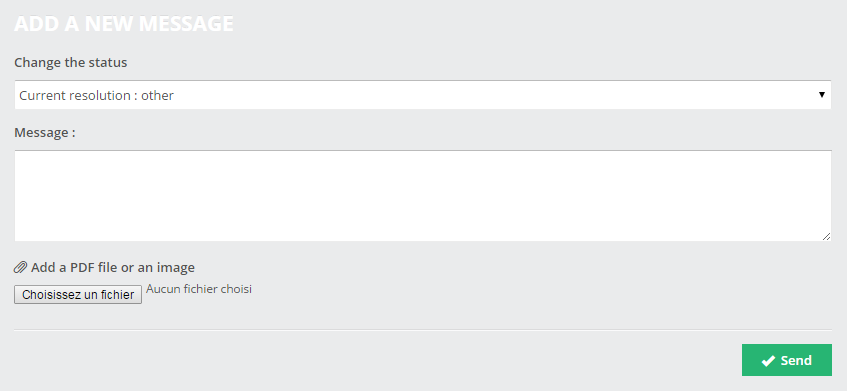 ADD A NEW MESSAGE
Change the status
Current resolution : other
Message :
Add a PDF file or an image
Choisissez un fichier Aucun fichier choisi
Send